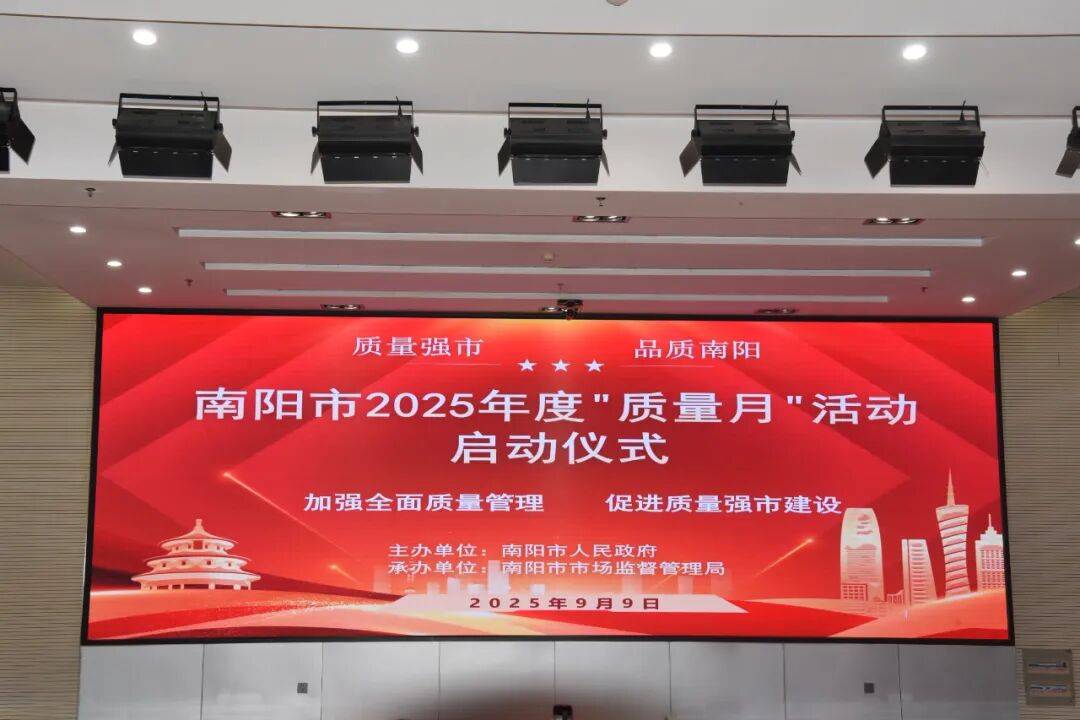 质量强市 品质南阳
南阳市2025年度"质量月"活动
启动仪式
加强全面质量管理 促进质量强市建设
主办单位：南阳市人民政府
承办单位：南阳市市场监督管理局
2025年9月9日